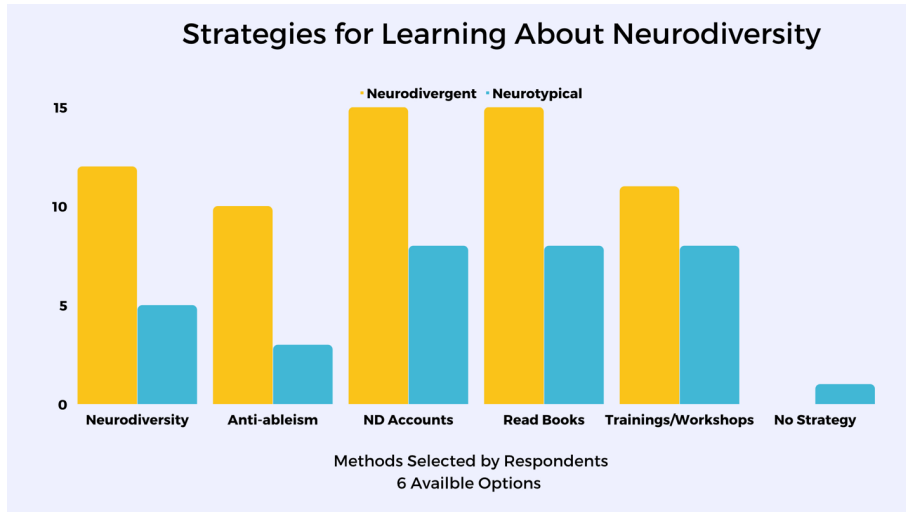 Strategies for Learning About Neurodiversity
Neurodivergent Neurotypical
15
10
5
0
Neurodiversity Anti-ableism ND Accounts Read Books Trainings/Workshops No Strategy
Methods Selected by Respondents
6 Availble Options